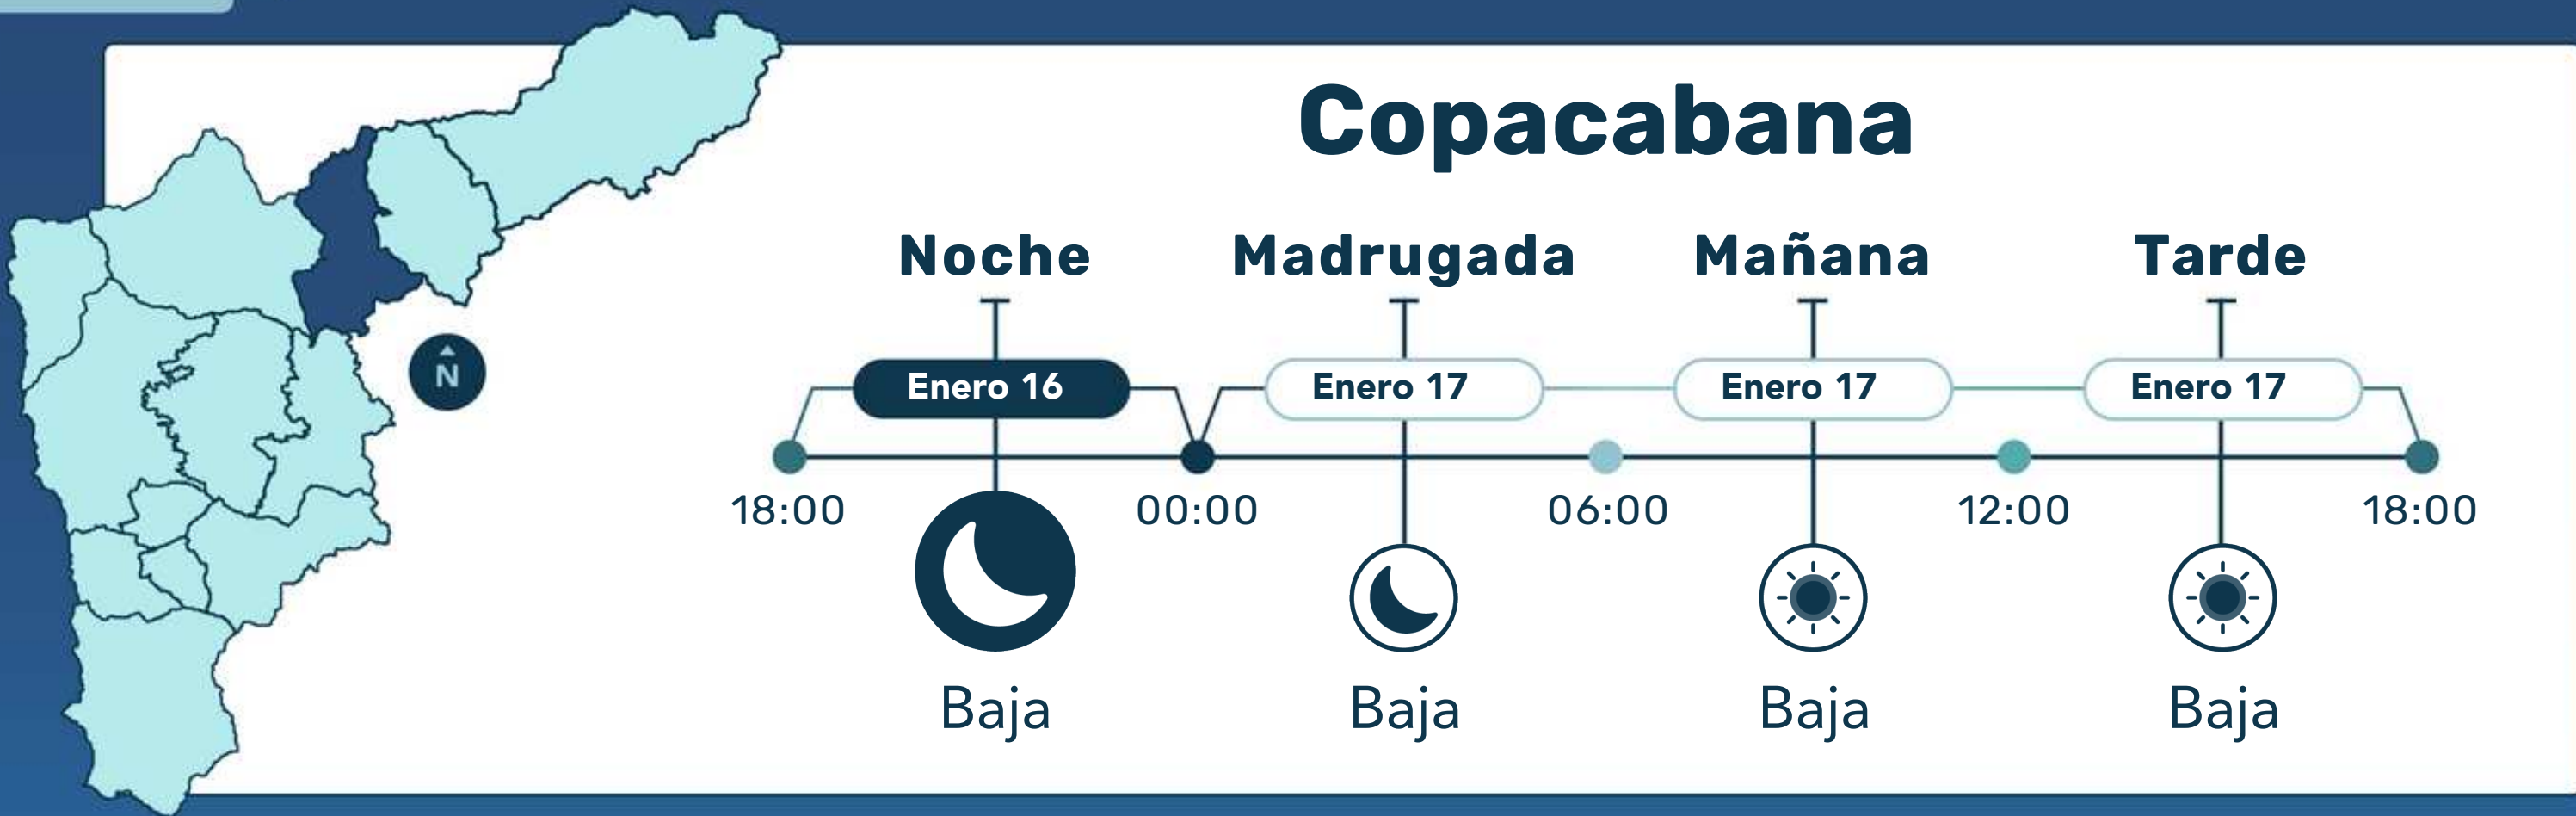 Copacabana
Noche Madrugada Mañana Tarde
N
Enero 16 Enero 17 Enero 17 Enero 17
18:00 00:00 06:00 12:00 18:00
Baja Baja Baja Baja